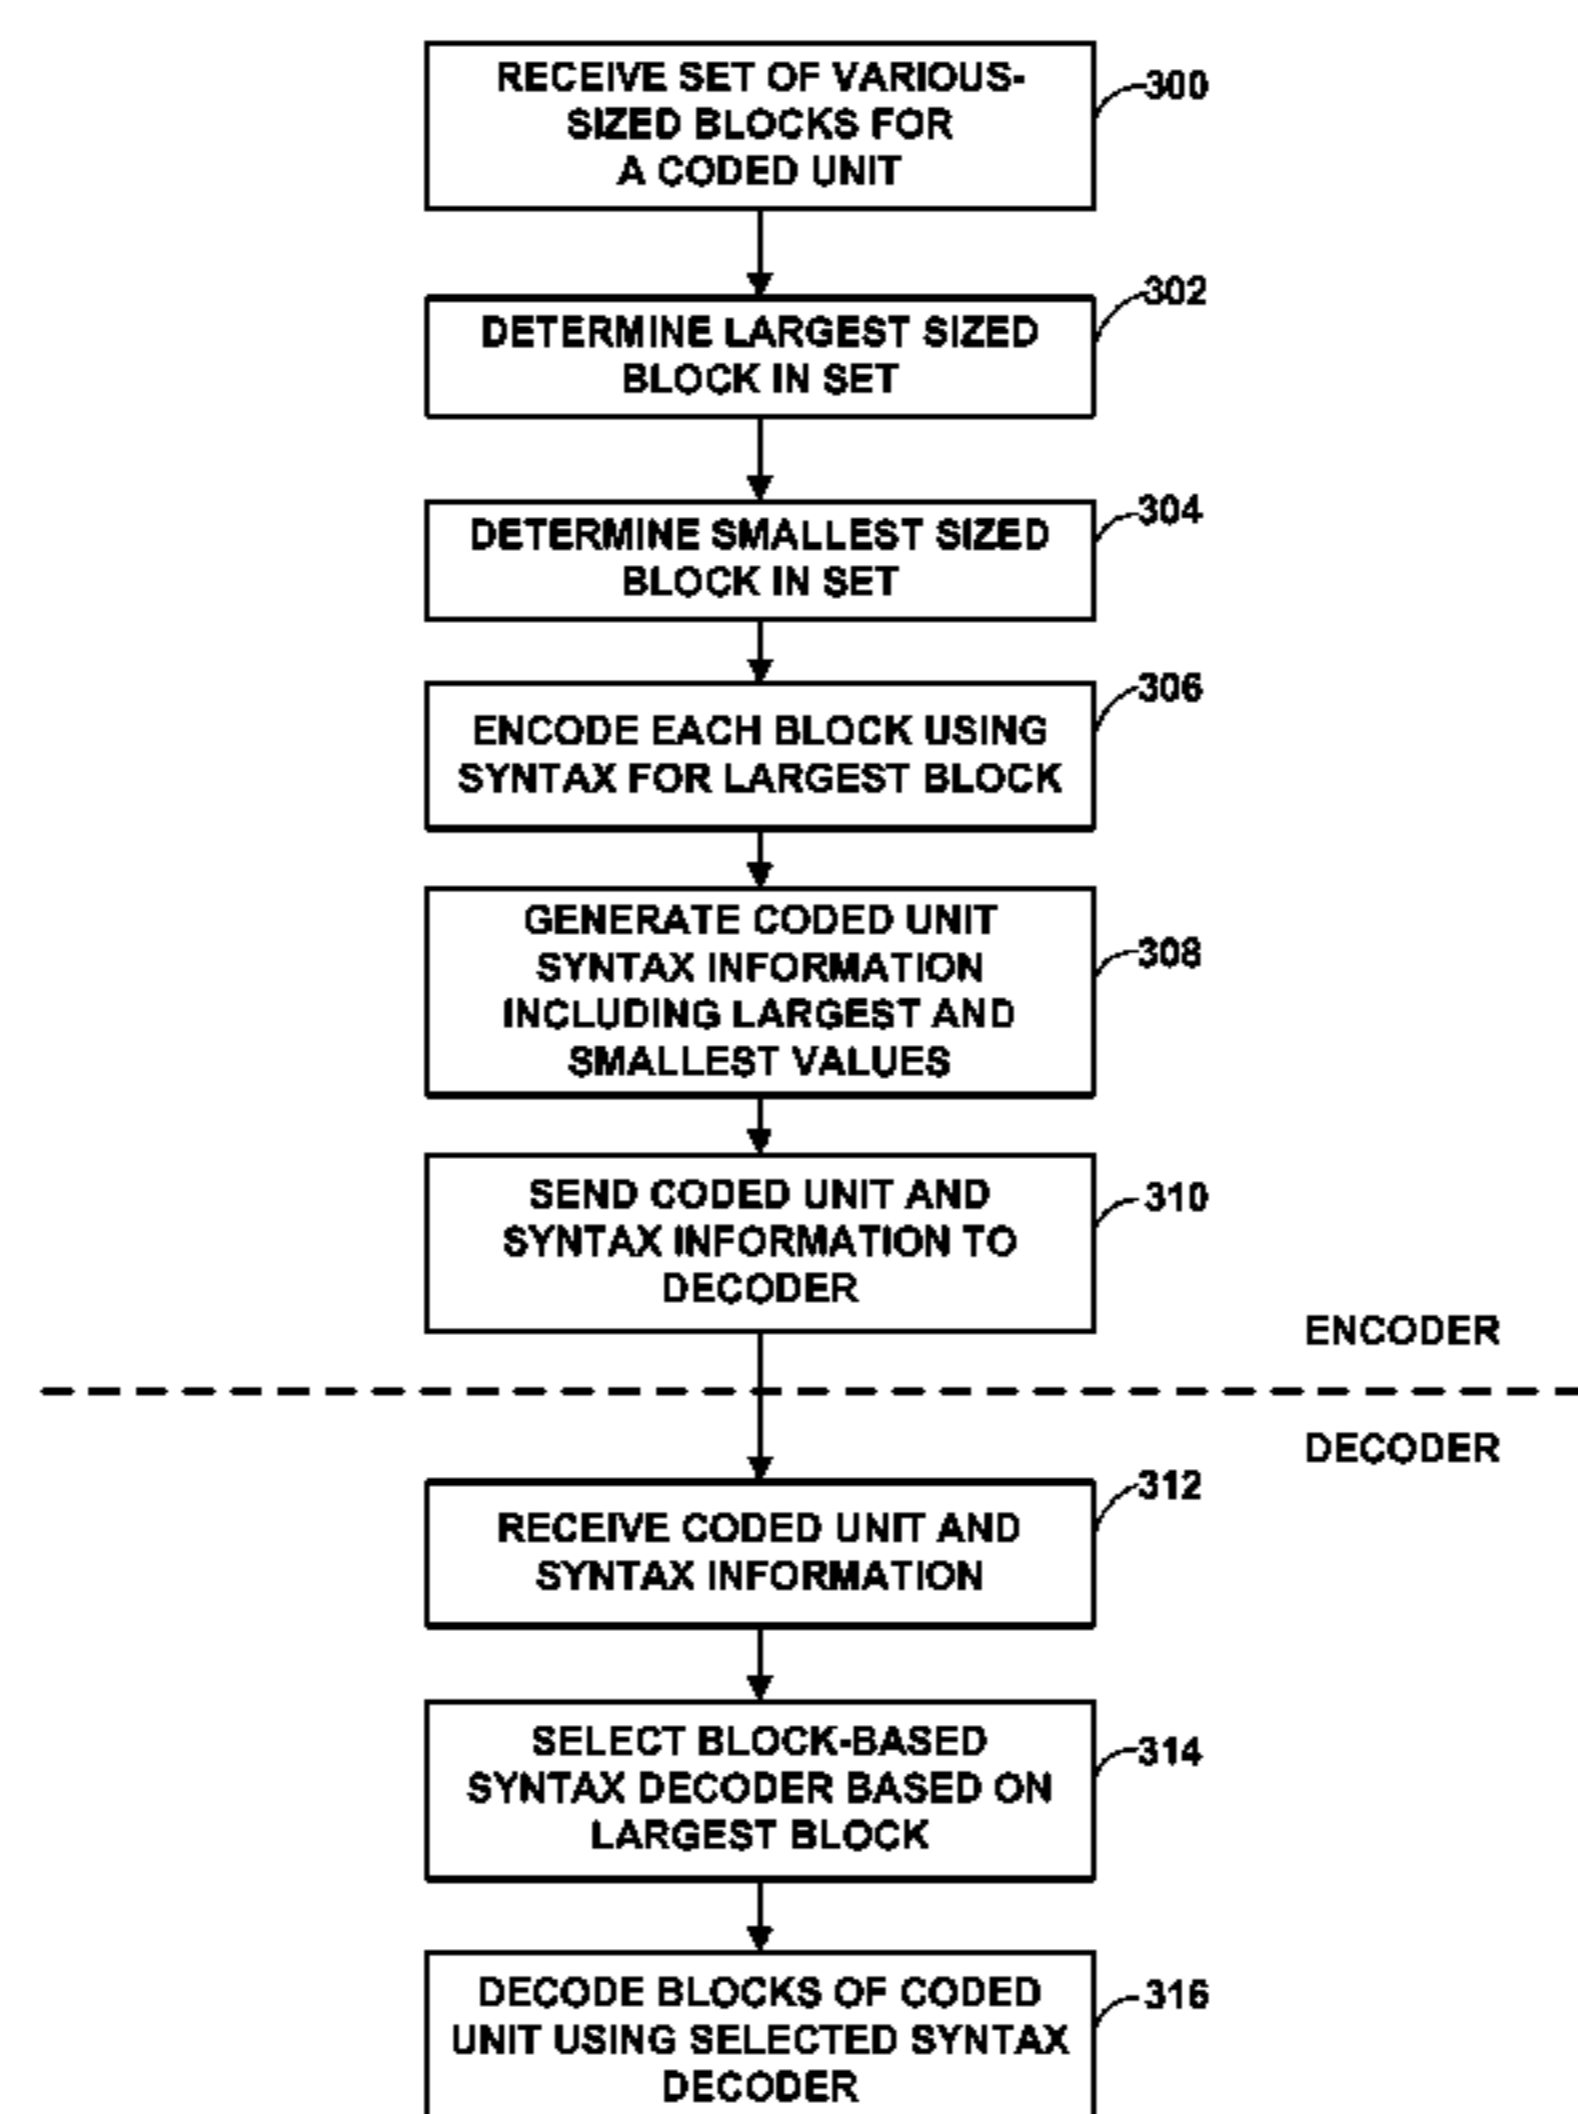 RECEIVE SET OF VARIOUS-
SIZED BLOCKS FOR
A CODED UNIT
300
DETERMINE LARGEST SIZED
BLOCK IN SET
302
DETERMINE SMALLEST SIZED
BLOCK IN SET
304
ENCODE EACH BLOCK USING
SYNTAX FOR LARGEST BLOCK
306
GENERATE CODED UNIT
SYNTAX INFORMATION
INCLUDING LARGEST AND
SMALLEST VALUES
308
SEND CODED UNIT AND
SYNTAX INFORMATION TO
DECODER
310
ENCODER
DECODER
RECEIVE CODED UNIT AND
SYNTAX INFORMATION
312
SELECT BLOCK-BASED
SYNTAX DECODER BASED ON
LARGEST BLOCK
314
DECODE BLOCKS OF CODED
UNIT USING SELECTED SYNTAX
DECODER
316